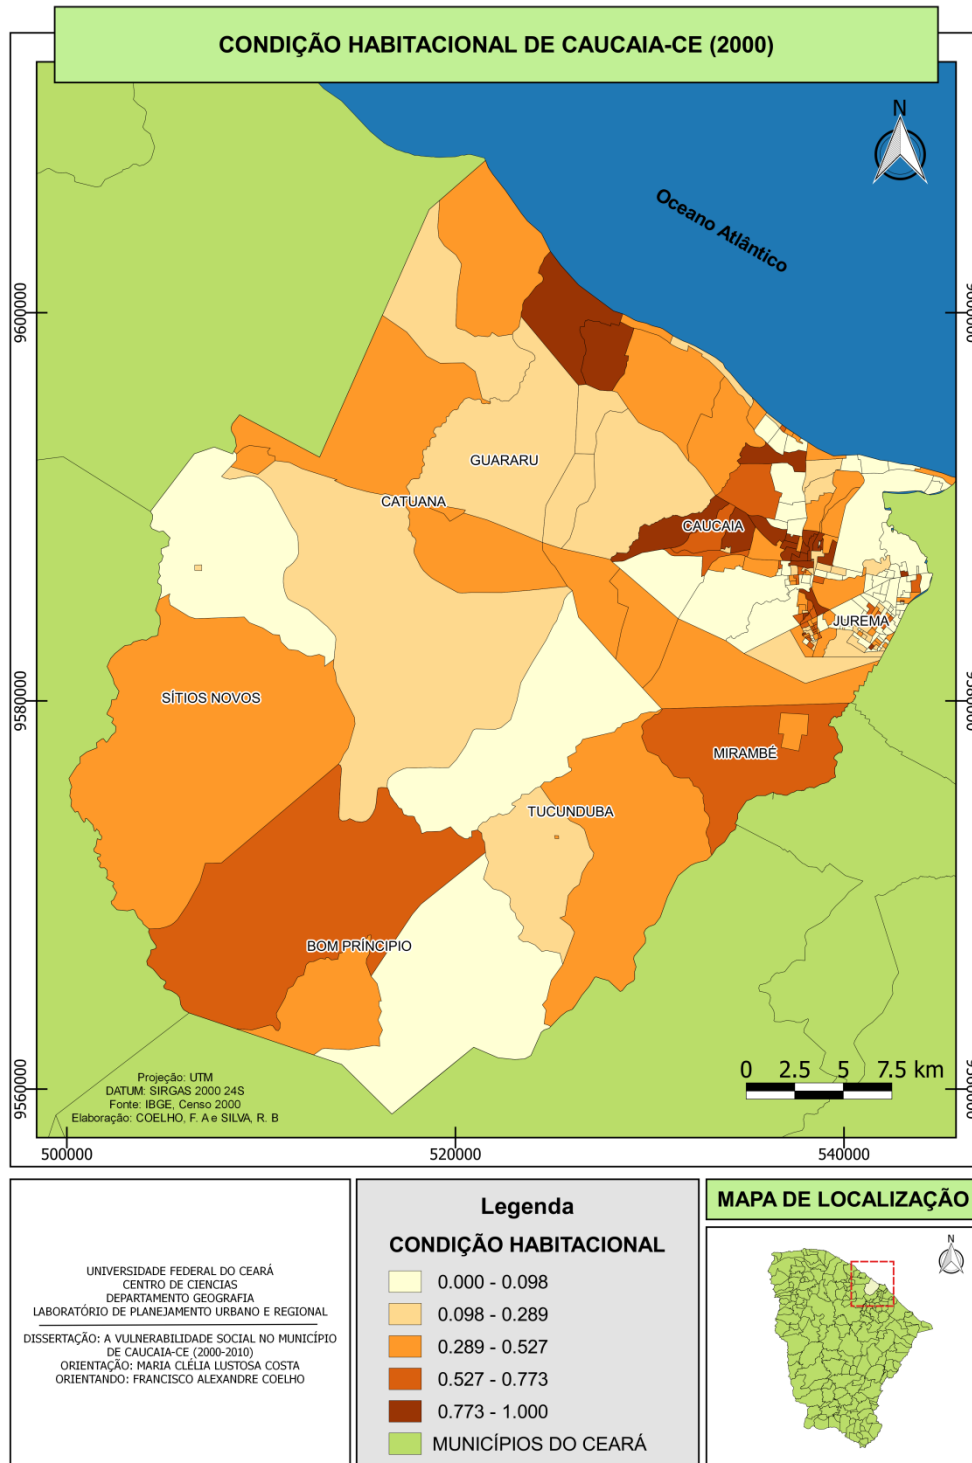 CONDIÇÃO HABITACIONAL DE CAUCAIA-CE (2000)
N
Oceano Atlântico
9600000
9600000
GUARARU
CATUANA
CAUCAIA
JUREMA
SÍTIOS NOVOS
9580000
9580000
MIRAMBÉ
TUCUNDUBA
BOM PRÍNCIPIO
0 2.5 5 7.5 km
Projeção: UTM
DATUM: SIRGAS 2000 24S
Fonte: IBGE, Censo 2000
Elaboração: COELHO, F. A e SILVA, R. B
9560000
9560000
500000
520000
540000
UNIVERSIDADE FEDERAL DO CEARÁ
CENTRO DE CIENCIAS
DEPARTAMENTO GEOGRAFIA
LABORATÓRIO DE PLANEJAMENTO URBANO E REGIONAL
DISSERTAÇÃO: A VULNERABILIDADE SOCIAL NO MUNICÍPIO
DE CAUCAIA-CE (2000-2010)
ORIENTAÇÃO: MARIA CLÉLIA LUSTOSA COSTA
ORIENTANDO: FRANCISCO ALEXANDRE COELHO
Legenda
CONDIÇÃO HABITACIONAL
0.000 - 0.098
0.098 - 0.289
0.289 - 0.527
0.527 - 0.773
0.773 - 1.000
MUNICÍPIOS DO CEARÁ
MAPA DE LOCALIZAÇÃO
N